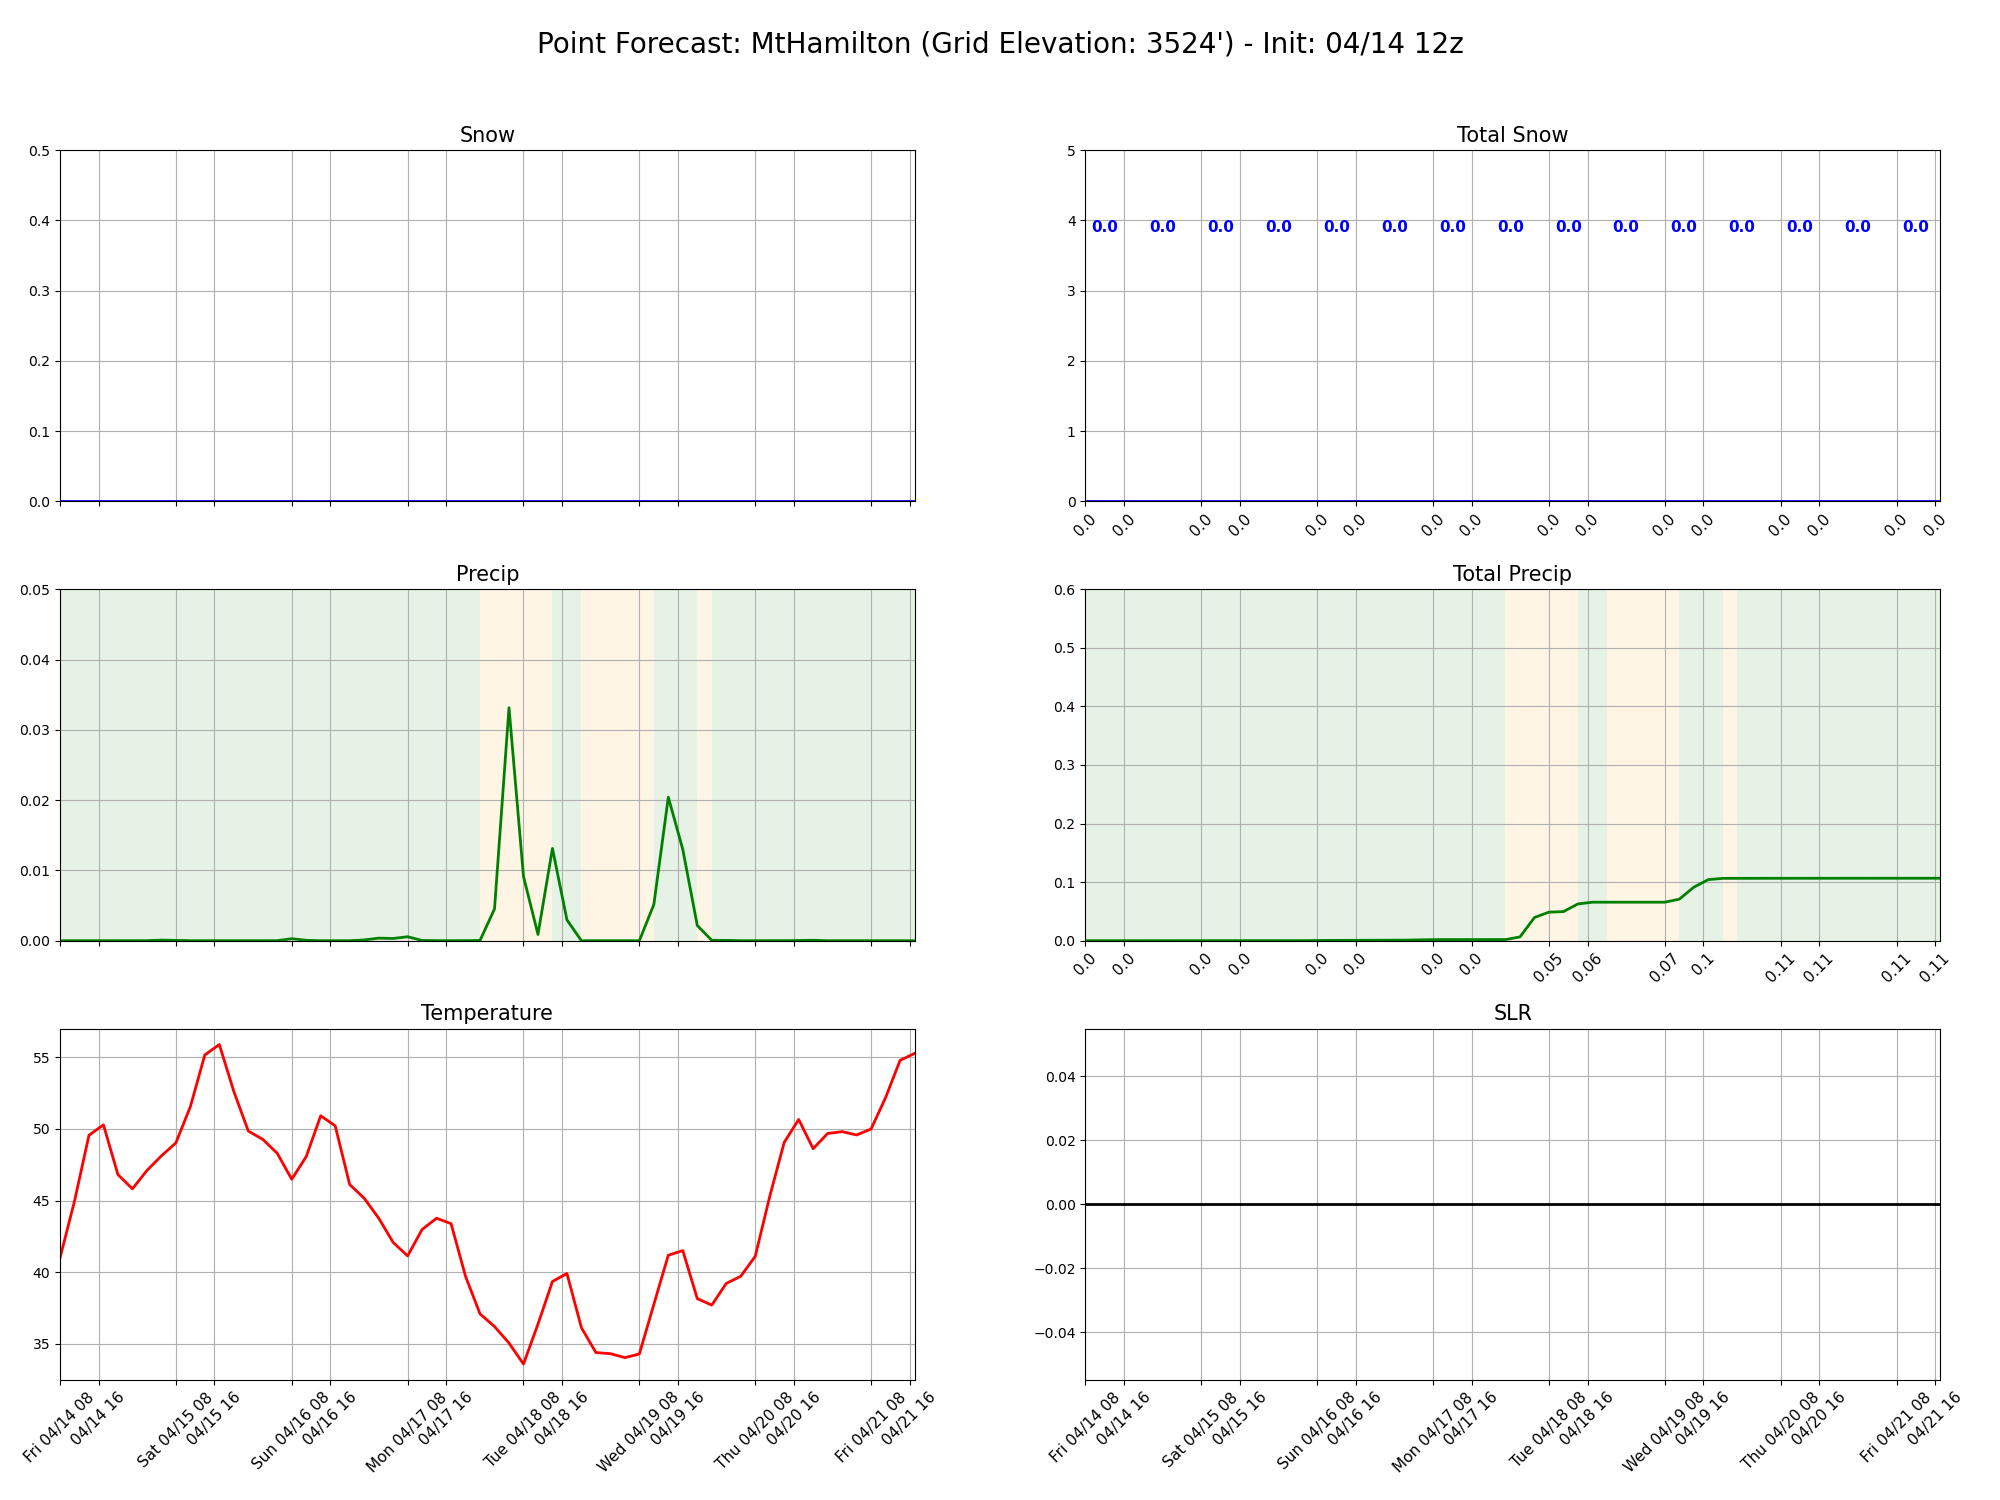 Point Forecast: MtHamilton (Grid Elevation: 3524') - Init: 04/14 12z
Snow
0.5
0.4
0.3
0.2
0.1
0.0
Total Snow
5
4
3
2
1
0
0.0 0.0 0.0 0.0 0.0 0.0 0.0 0.0 0.0 0.0 0.0 0.0 0.0 0.0 0.0
0.0 0.0 0.0 0.0 0.0 0.0 0.0 0.0 0.0 0.0 0.0 0.0 0.0 0.0 0.0 0.0
Precip
0.05
0.04
0.03
0.02
0.01
0.00
Total Precip
0.6
0.5
0.4
0.3
0.2
0.1
0.0
0.0 0.0 0.0 0.0 0.0 0.0 0.0 0.0 0.05 0.06 0.07 0.1 0.11 0.11 0.11 0.11
Temperature
55
50
45
40
35
Fri 04/14 08
04/14 16
Sat 04/15 08
04/15 16
Sun 04/16 08
04/16 16
Mon 04/17 08
04/17 16
Tue 04/18 08
04/18 16
Wed 04/19 08
04/19 16
Thu 04/20 08
04/20 16
Fri 04/21 08
04/21 16
SLR
0.04
0.02
0.00
−0.02
−0.04
Fri 04/14 08
04/14 16
Sat 04/15 08
04/15 16
Sun 04/16 08
04/16 16
Mon 04/17 08
04/17 16
Tue 04/18 08
04/18 16
Wed 04/19 08
04/19 16
Thu 04/20 08
04/20 16
Fri 04/21 08
04/21 16